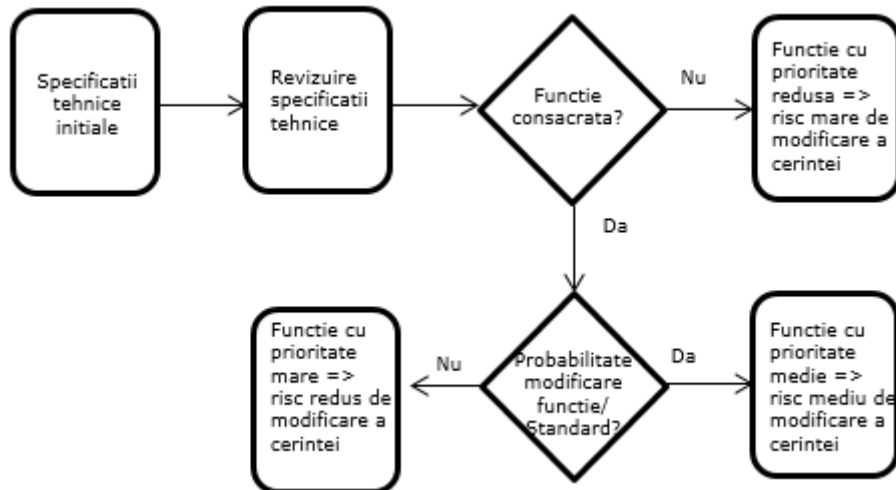 Specificatii
tehnice
initiale
Revizuire
specificatii
tehnice
Functie
consacrata?
Nu
Functie cu
prioritate
redusa =>
risc mare de
modificare a
cerintei
Da
Functie cu
prioritate
mare =>
risc redus de
modificare a
cerintei
Nu
Probabilitate
modificare
functie/
Standard?
Da
Functie cu
prioritate
medie =>
risc mediu de
modificare a
cerintei